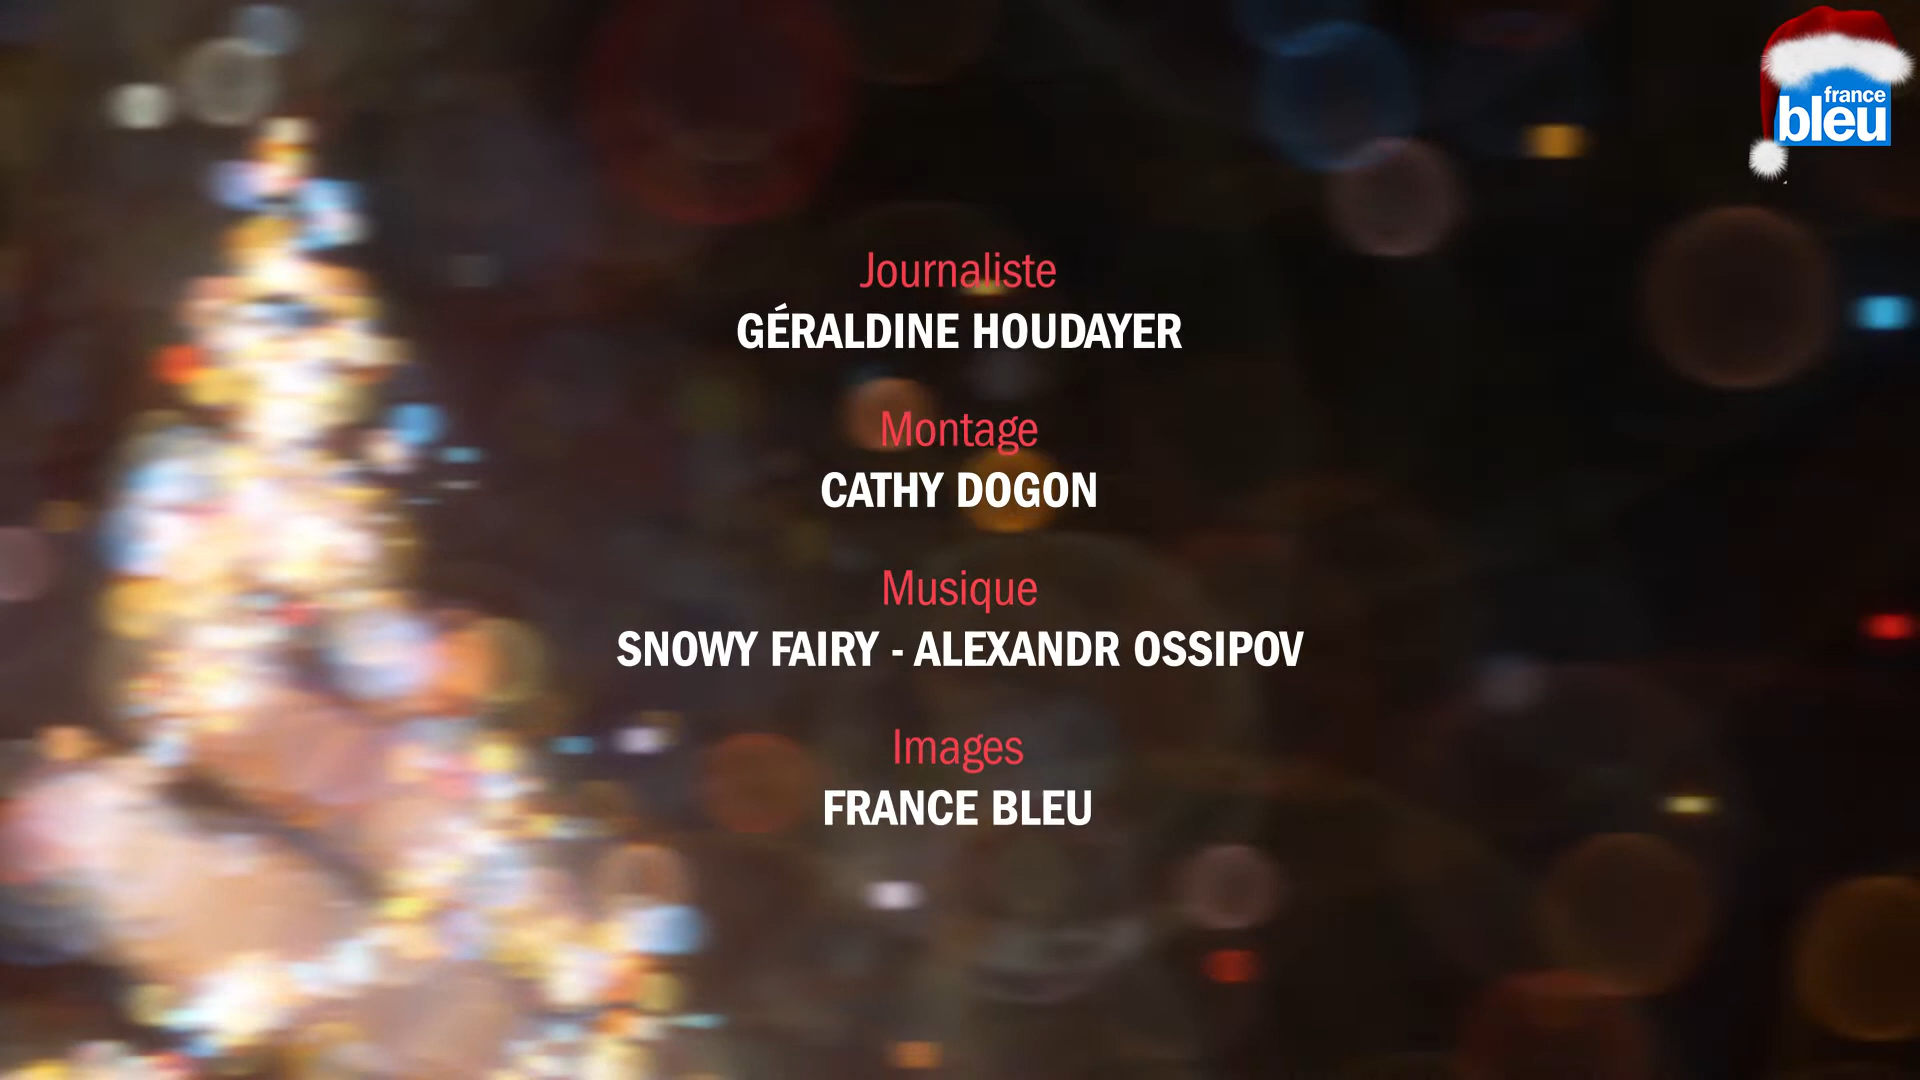 france
bleu
Journaliste
GÉRALDINE HOUDAYER
Montage
CATHY DOGON
Musique
SNOWY FAIRY - ALEXANDR OSSIPOV
Images
FRANCE BLEU